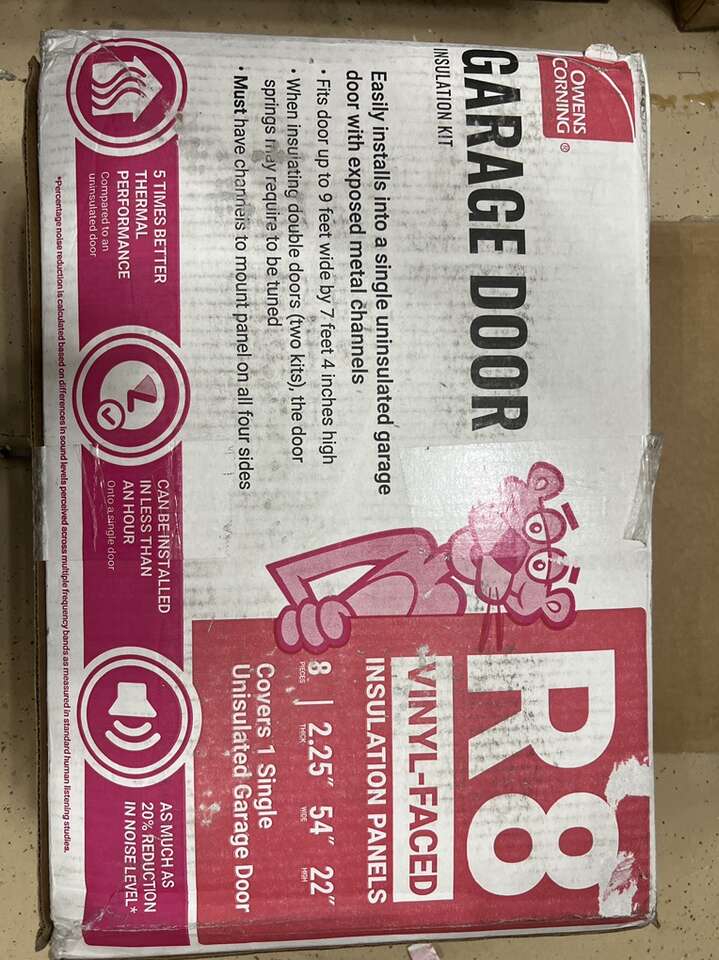 OWENS
CORNING®
GARAGE DOOR
INSULATION KIT
Easily installs into a single uninsulated garage
door with exposed metal channels
• Fits door up to 9 feet wide by 7 feet 4 inches high
• When insulating double doors (two kits), the door
springs may require to be tuned
• Must have channels to mount panel on all four sides
R8
VINYL-FACED
INSULATION PANELS
8 | 2.25" 54" 22"
PIECES THICK WIDE HIGH
Covers 1 Single
Unisulated Garage Door
5 TIMES BETTER
THERMAL
PERFORMANCE
Compared to an
uninsulated door
CAN BE INSTALLED
IN LESS THAN
AN HOUR
Onto a single door
AS MUCH AS
20% REDUCTION
IN NOISE LEVEL*
*Percentage noise reduction is calculated based on differences in sound levels perceived across multiple frequency bands as measured in standard human listening studies.